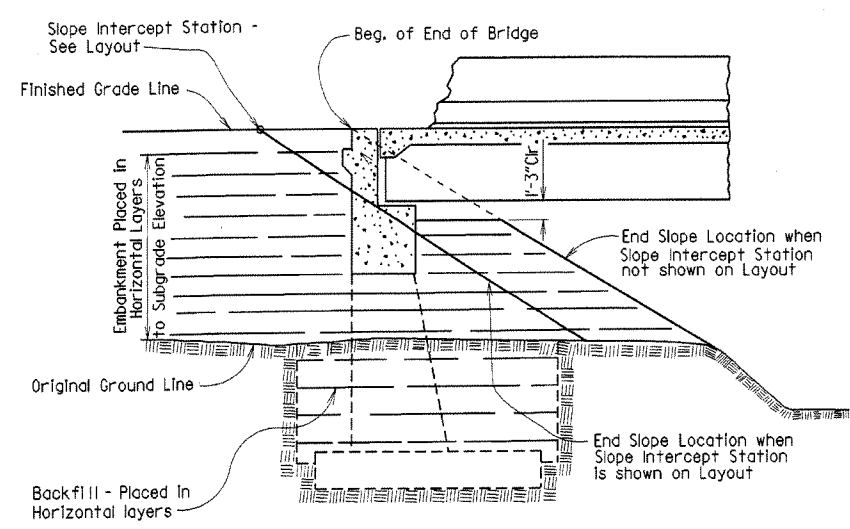 Slope Intercept Station -
See Layout
Beg. of End of Bridge
Finished Grade Line
Embankment Placed in
Horizontal Layers
to Subgrade Elevation
1'-3" Clr.
End Slope Location when
Slope Intercept Station
not shown on Layout
Original Ground Line
End Slope Location when
Slope Intercept Station
is shown on Layout
Backfill - Placed in
Horizontal layers